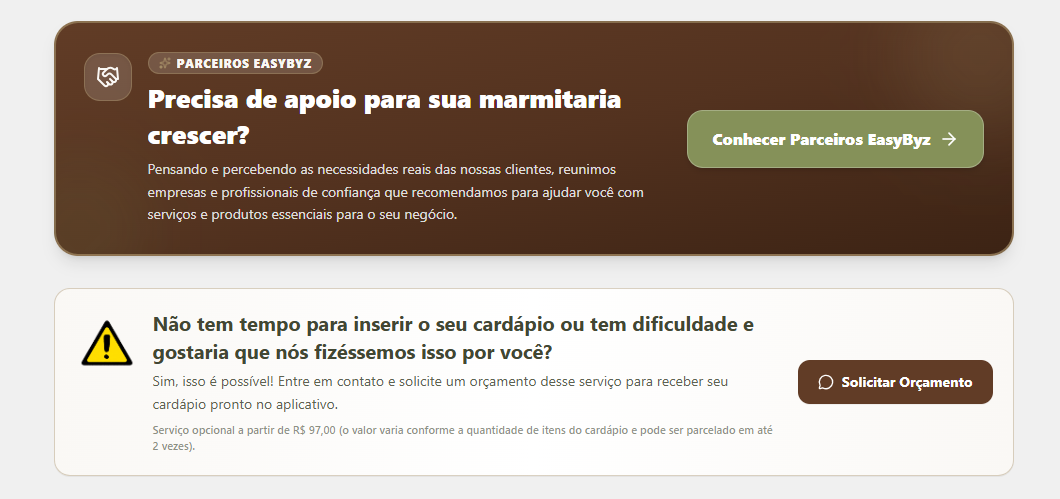 PARCEIROS EASYBYZ
Precisa de apoio para sua marmitaria
crescer?
Pensando e percebendo as necessidades reais das nossas clientes, reunimos
empresas e profissionais de confiança que recomendamos para ajudar você com
serviços e produtos essenciais para o seu negócio.
Conhecer Parceiros EasyByz
Não tem tempo para inserir o seu cardápio ou tem dificuldade e
gostaria que nós fizéssemos isso por você?
Sim, isso é possível! Entre em contato e solicite um orçamento desse serviço para receber seu
cardápio pronto no aplicativo.
Serviço opcional a partir de R$ 97,00 (o valor varia conforme a quantidade de itens do cardápio e pode ser parcelado em até
2 vezes).
Solicitar Orçamento